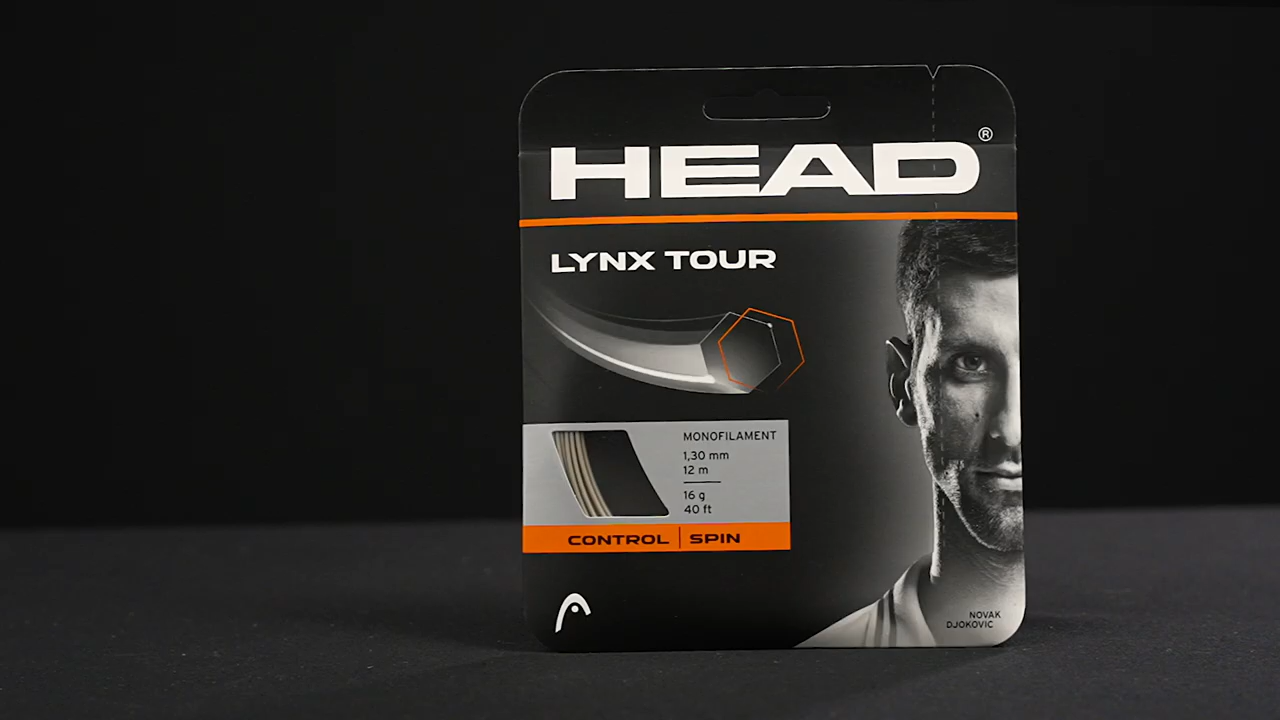 HEAD®
LYNX TOUR
MONOFILAMENT
1,30 mm
12 m
16 g
40 ft
CONTROL | SPIN
NOVAK
DJOKOVIC